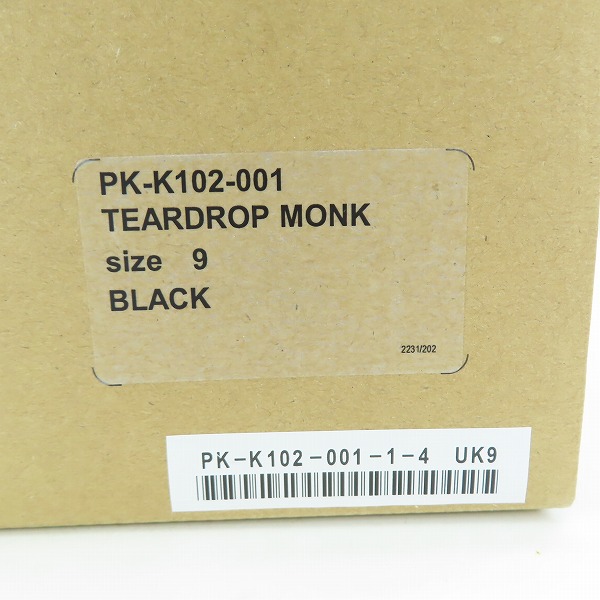 PK-K102-001
TEARDROP MONK
size 9
BLACK
2231/202
PK-K102-001-1-4 UK9